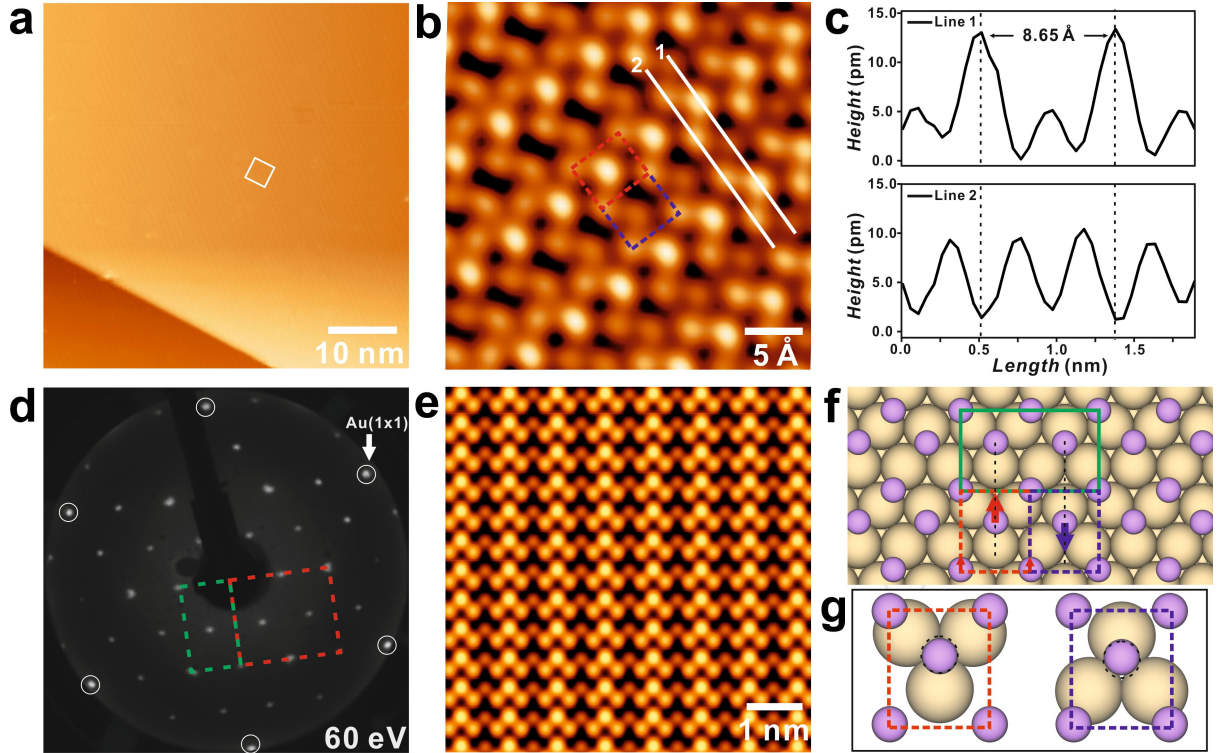 a
10 nm
b
1
2
5 Å
c
15.0
Line 1
8.65 Å
10.0
5.0
0.0
Height (pm)
15.0
Line 2
10.0
5.0
0.0
Height (pm)
0.0
0.5
1.0
1.5
Length (nm)
d
Au(1x1)
60 eV
e
1 nm
f
g